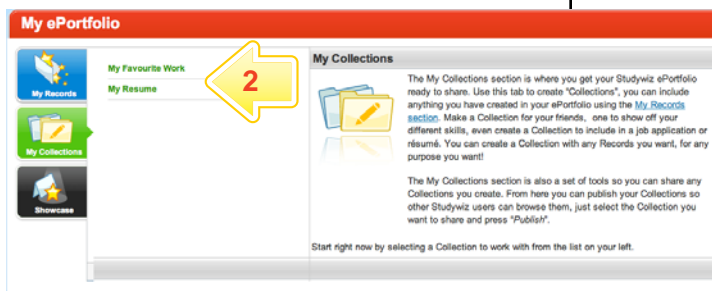 My ePortfolio
My Records
My Collections
Showcase
My Favourite Work
My Resume
2
My Collections
The My Collections section is where you get your Studywiz ePortfolio
ready to share. Use this tab to create "Collections", you can include
anything you have created in your ePortfolio using the My Records
section. Make a Collection for your friends, one to show off your
different skills, even create a Collection to include in a job application or
résumé. You can create a Collection with any Records you want, for any
purpose you want!
The My Collections section is also a set of tools so you can share any
Collections you create. From here you can publish your Collections so
other Studywiz users can browse them, just select the Collection you
want to share and press "Publish".
Start right now by selecting a Collection to work with from the list on your left.